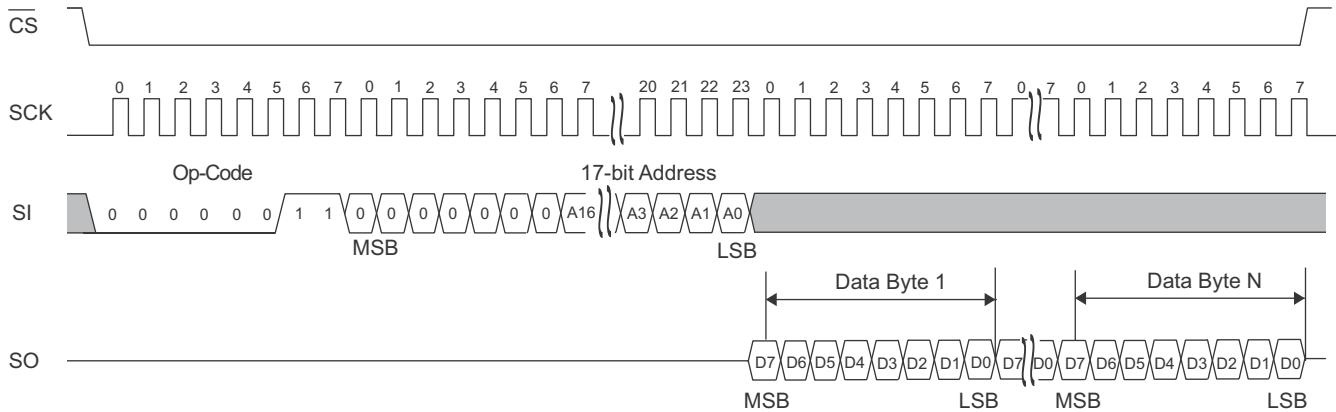 CS
0 1 2 3 4 5 6 7 0 1 2 3 4 5 6 7 20 21 22 23 0 1 2 3 4 5 6 7 0 7 0 1 2 3 4 5 6 7
SCK
Op-Code 17-bit Address
SI 0 0 0 0 0 0 1 1 0 0 0 0 0 0 0 A16 A3 A2 A1 A0
MSB LSB
Data Byte 1 Data Byte N
SO D7 D6 D5 D4 D3 D2 D1 D0 D7 D0 D7 D6 D5 D4 D3 D2 D1 D0
MSB LSB MSB LSB